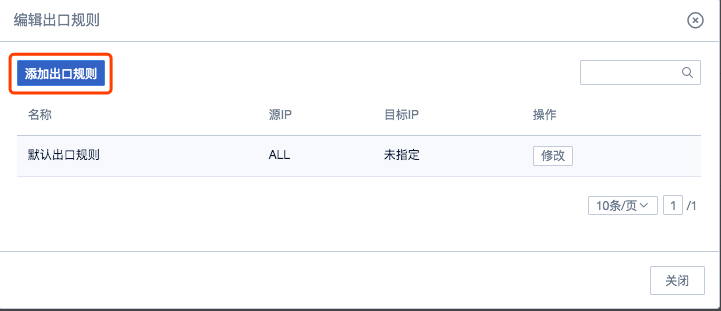 编辑出口规则
添加出口规则
名称 源IP 目标IP 操作
默认出口规则 ALL 未指定 修改
10条/页 1 /1
关闭